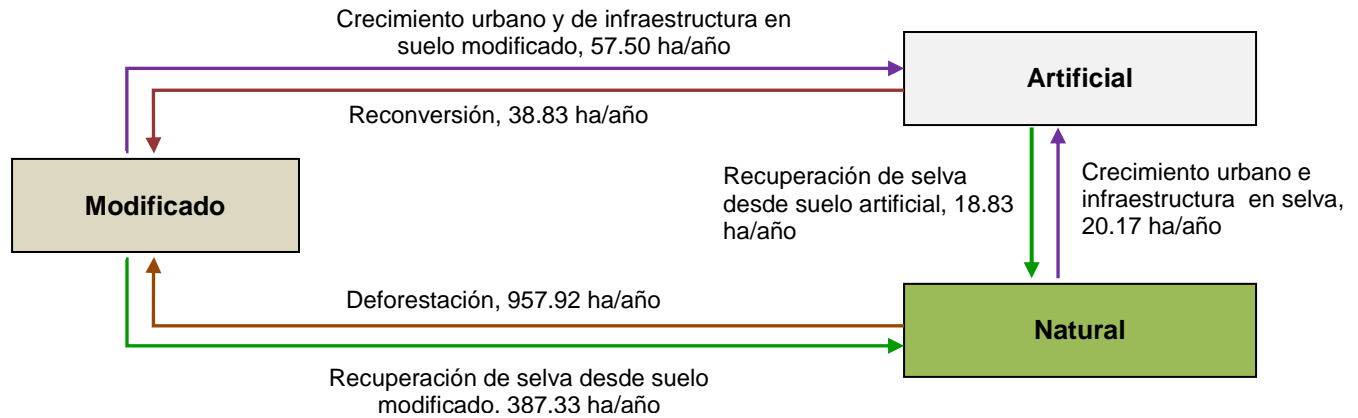 Crecimiento urbano y de infraestructura en
suelo modificado, 57.50 ha/año
Artificial
Reconversión, 38.83 ha/año
Modificado
Recuperación de selva
desde suelo artificial, 18.83
ha/año
Crecimiento urbano e
infraestructura en selva,
20.17 ha/año
Deforestación, 957.92 ha/año
Natural
Recuperación de selva desde suelo
modificado, 387.33 ha/año